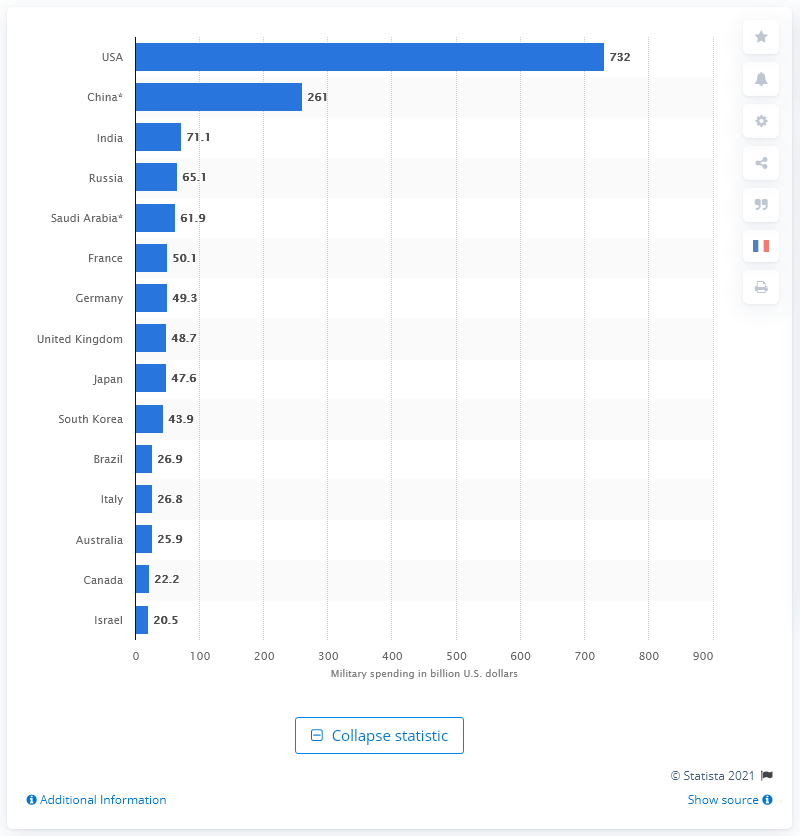 USA 732
China* 261
India 71.1
Russia 65.1
Saudi Arabia* 61.9
France 50.1
Germany 49.3
United Kingdom 48.7
Japan 47.6
South Korea 43.9
Brazil 26.9
Italy 26.8
Australia 25.9
Canada 22.2
Israel 20.5
0 100 200 300 400 500 600 700 800 900
Military spending in billion U.S. dollars
Collapse statistic
© Statista 2021
Additional Information Show source